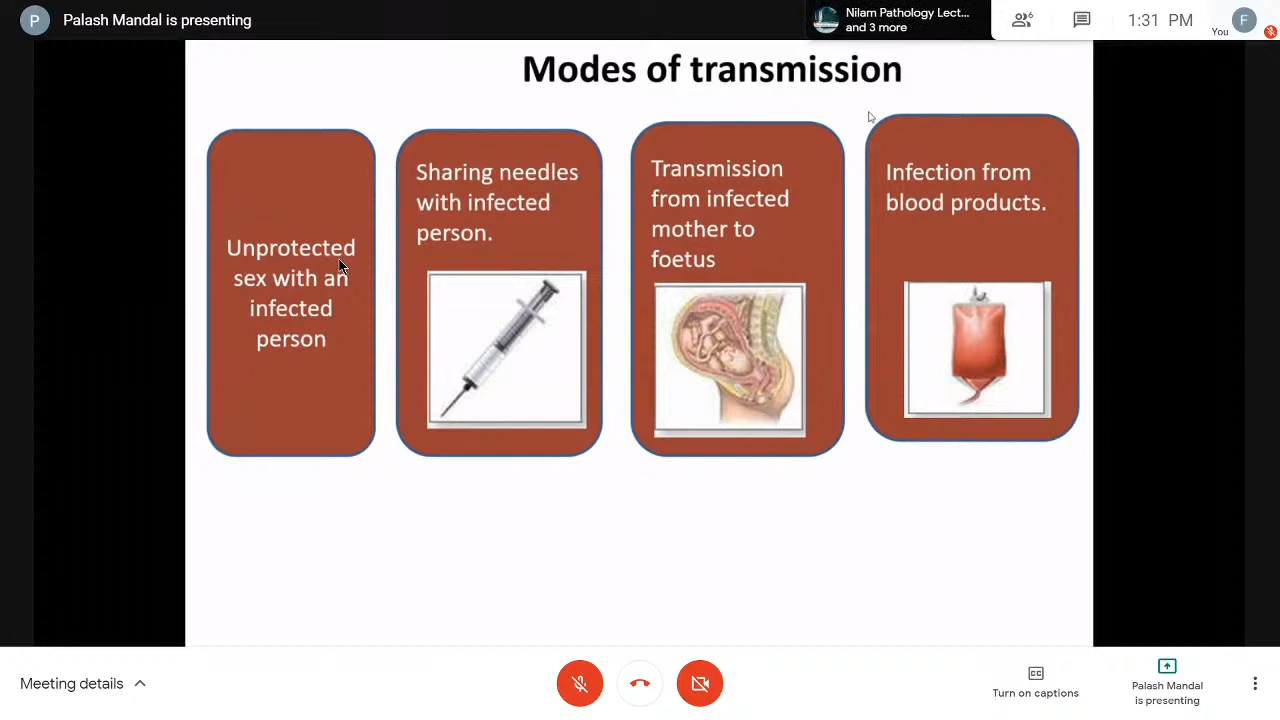 P
Palash Mandal is presenting
Nilam Pathology Lect...
and 3 more
6
1:31 PM
You
F
Modes of transmission
Unprotected
sex with an
infected
person
Sharing needles
with infected
person.
Transmission
from infected
mother to
foetus
Infection from
blood products.
Meeting details
CC
Turn on captions
Palash Mandal
is presenting